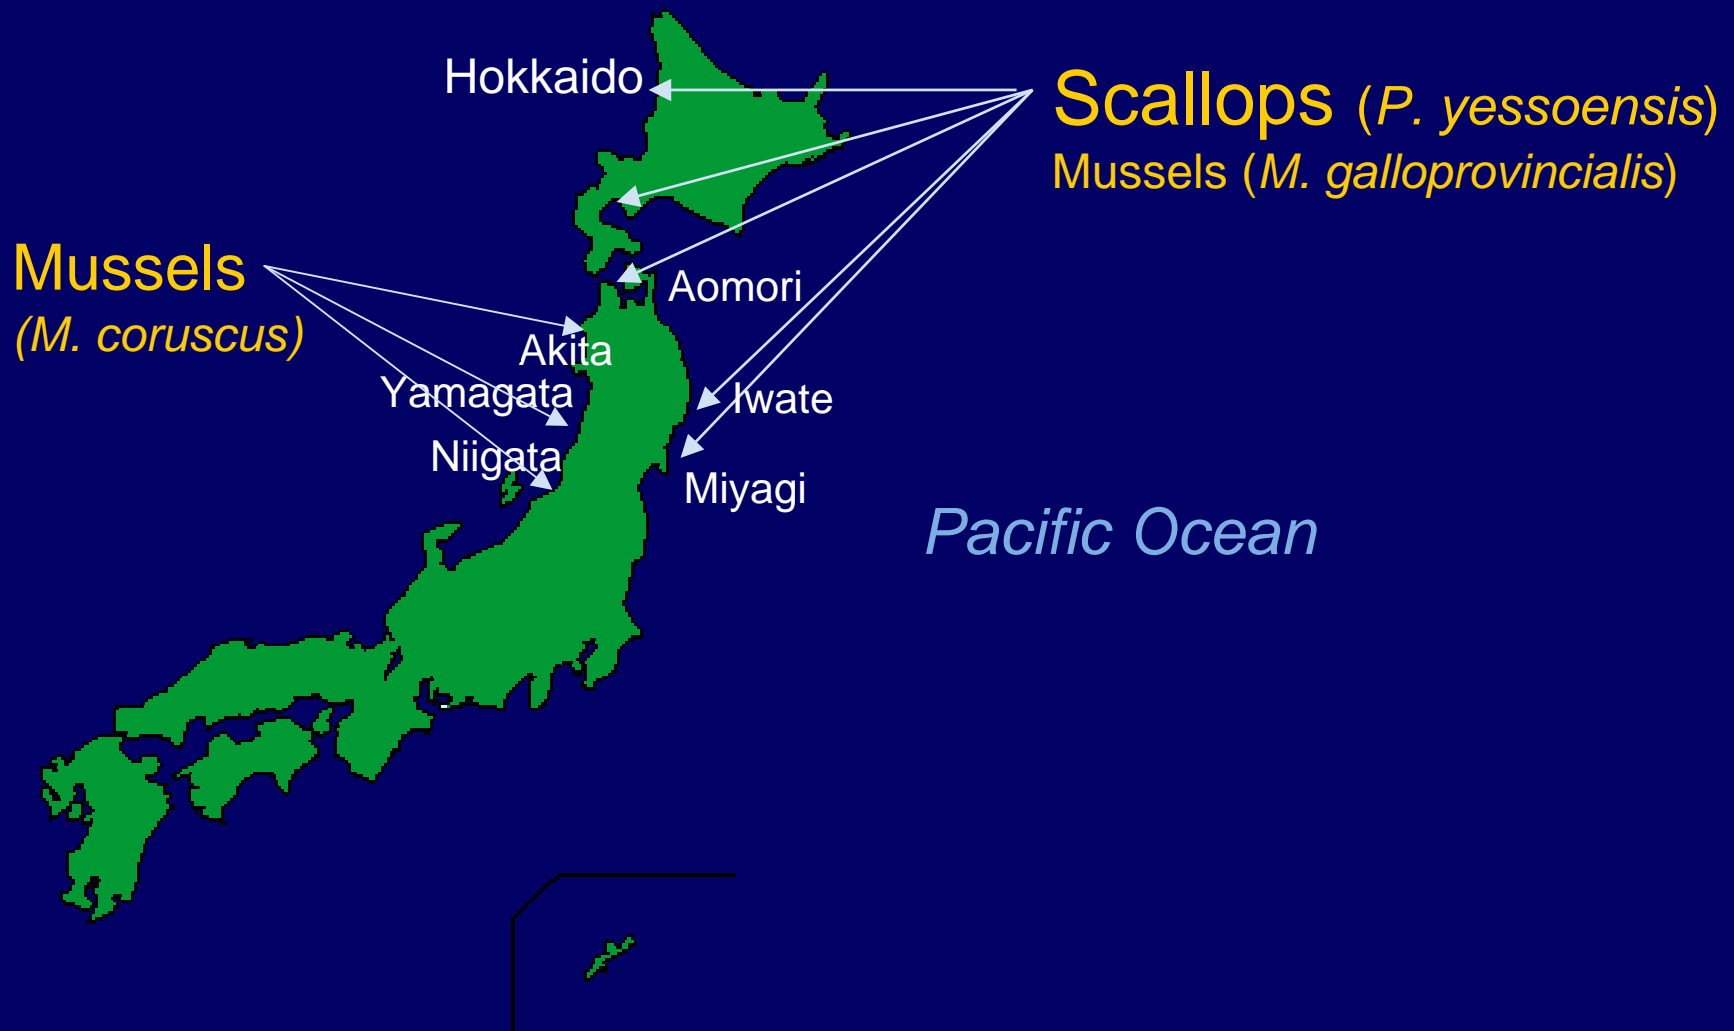 Hokkaido
Scallops (P. yessoensis)
Mussels (M. galloprovincialis)
Mussels
(M. coruscus)
Aomori
Akita
Yamagata
Iwate
Niigata
Miyagi
Pacific Ocean